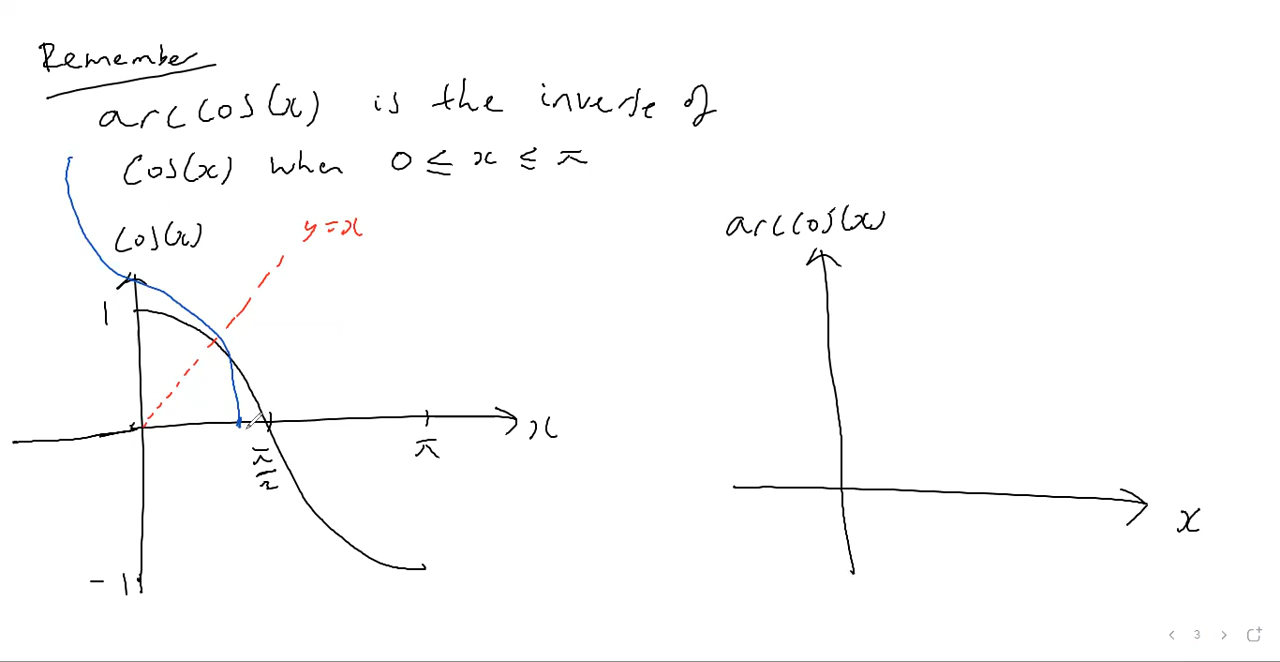 Remember
arccos(x) is the inverse of
Cos(x) when 0 ≤ x ≤ π
cos(x)
y=x
1
π/2
π
x
-1
arccos(x)
x
3